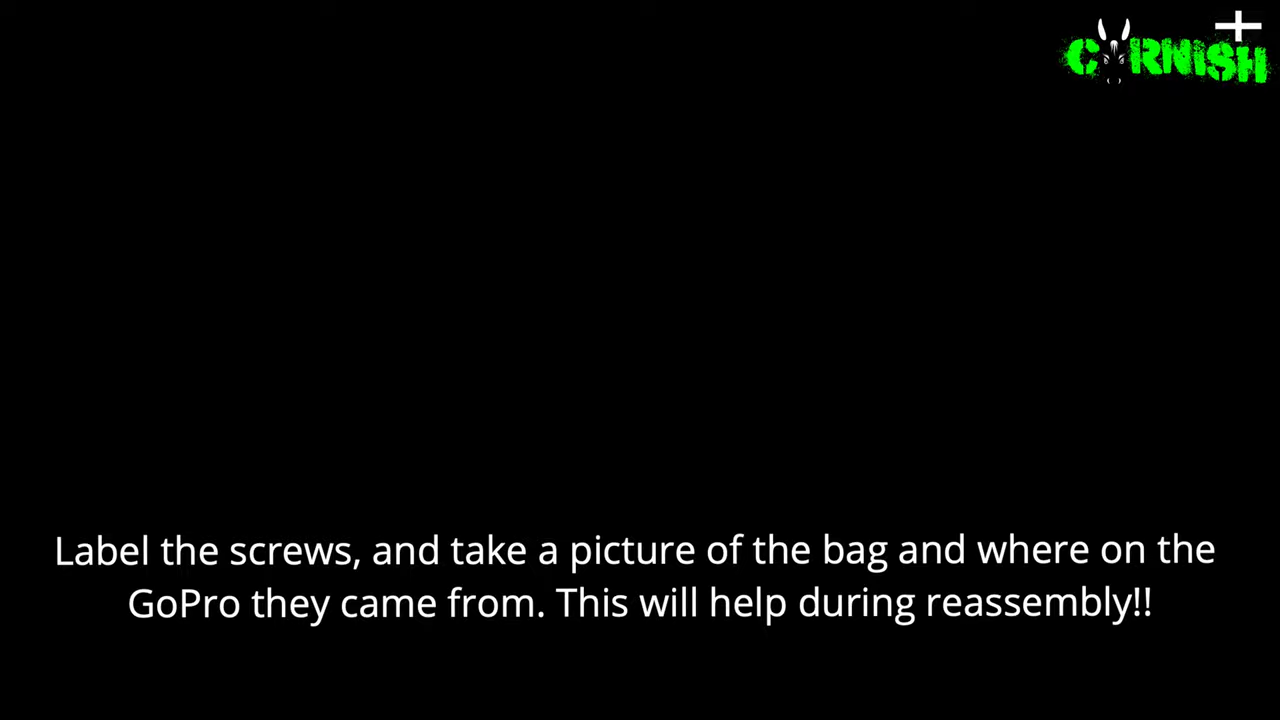 CORNISH
Label the screws, and take a picture of the bag and where on the
GoPro they came from. This will help during reassembly!!